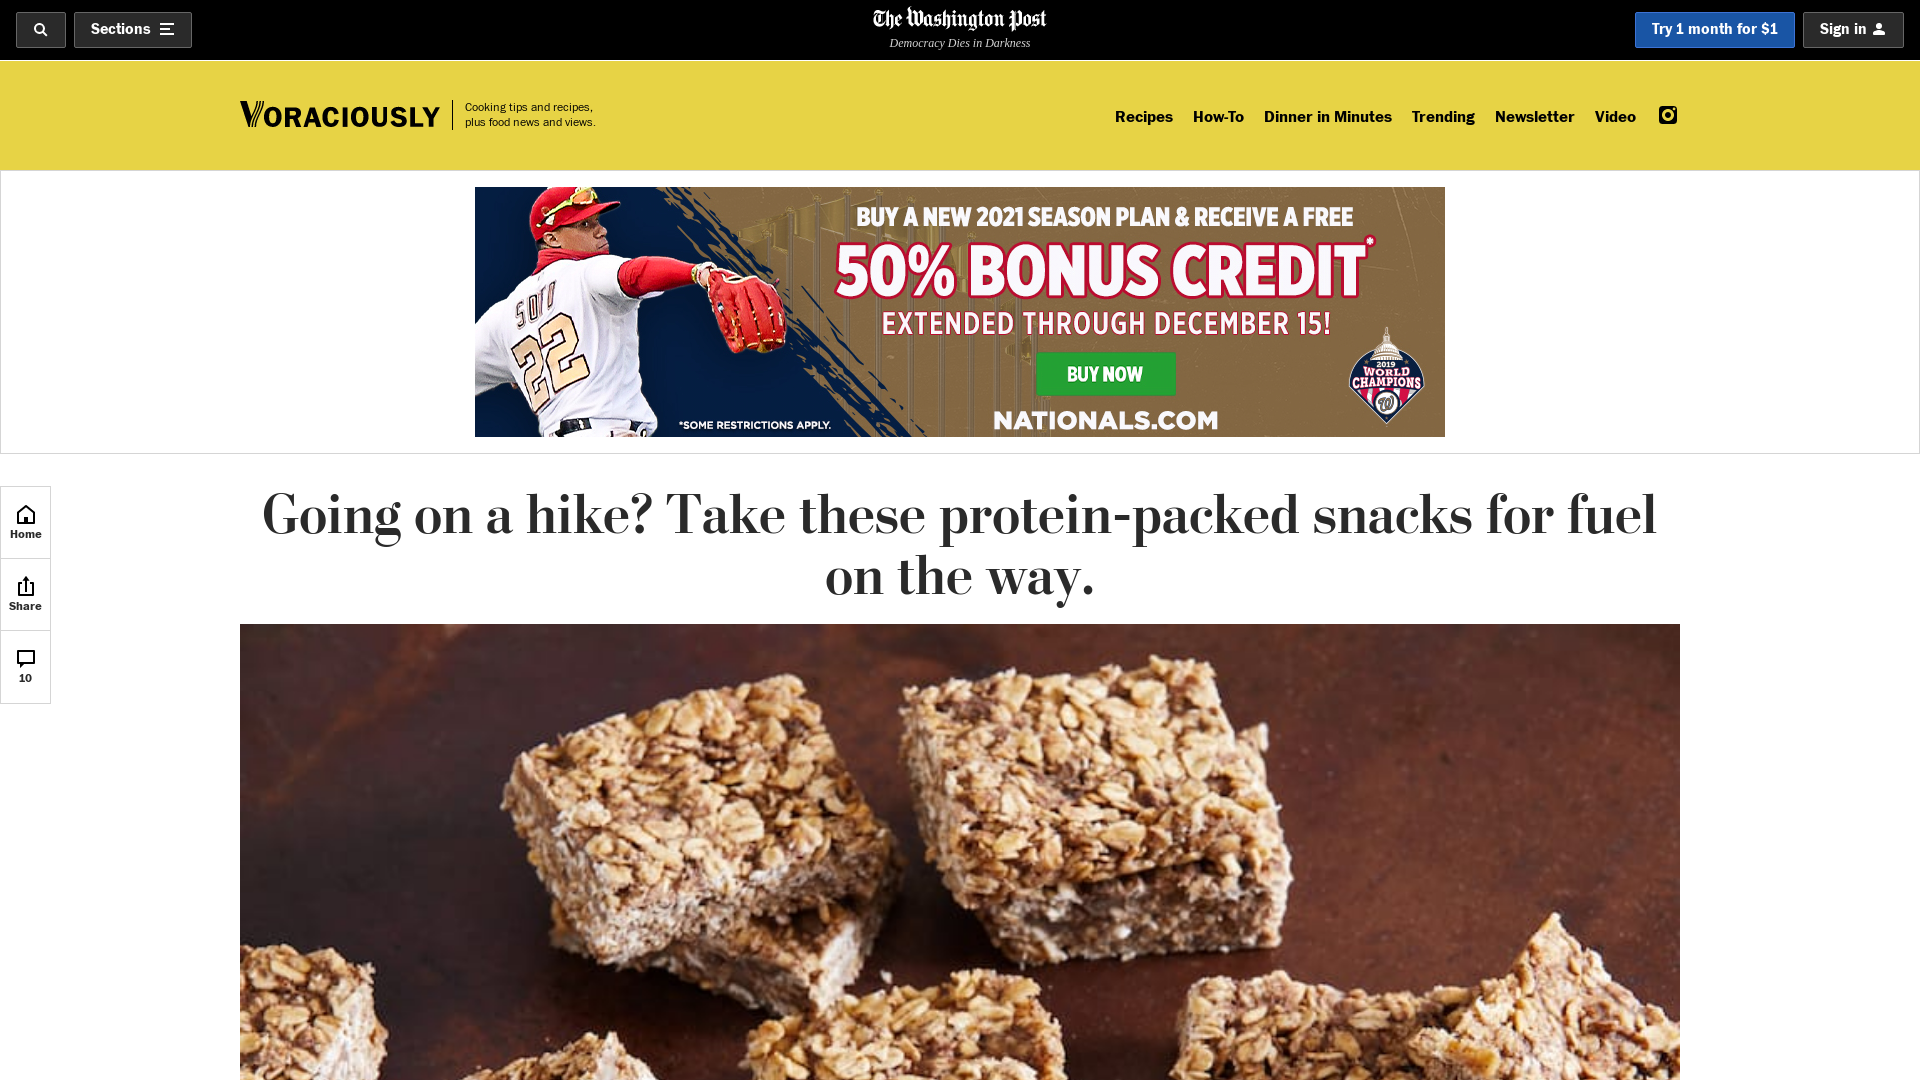 Sections
The Washington Post
Democracy Dies in Darkness
Try 1 month for $1
Sign in
VORACIOUSLY
Cooking tips and recipes,
plus food news and views.
Recipes
How-To
Dinner in Minutes
Trending
Newsletter
Video
BUY A NEW 2021 SEASON PLAN & RECEIVE A FREE
50% BONUS CREDIT*
EXTENDED THROUGH DECEMBER 15!
BUY NOW
NATIONALS.COM
*SOME RESTRICTIONS APPLY.
SOTO
22
2019
WORLD
CHAMPIONS
W
Home
Share
10
Going on a hike? Take these protein-packed snacks for fuel
on the way.